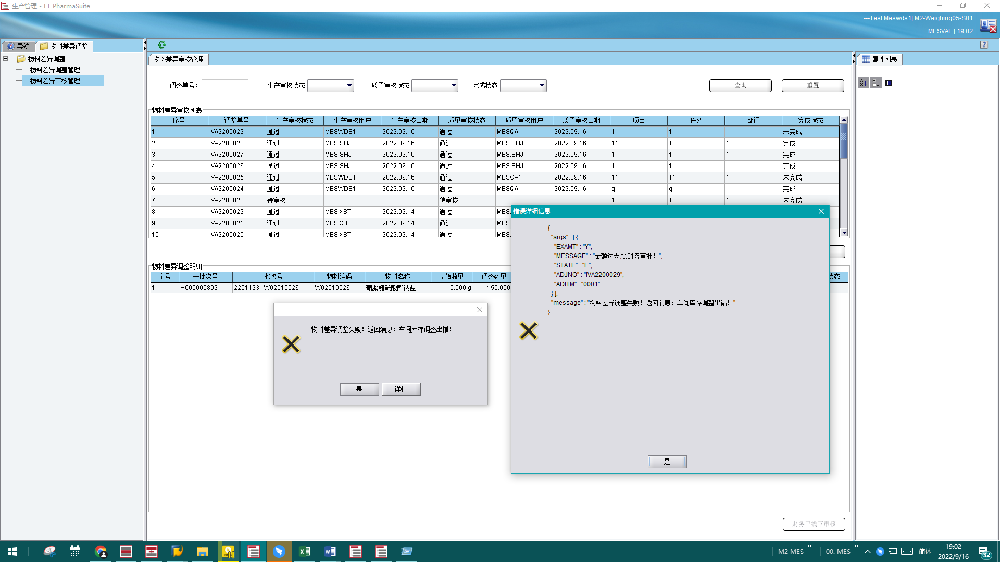 生产管理 - FT PharmaSuite
---Test.Meswds1| M2-Weighing05-S01
MESVAL | 19:02
导航
物料差异调整
物料差异调整
物料差异调整管理
物料差异审核管理
物料差异审核管理
属性列表
调整单号:
生产审核状态:
质量审核状态:
完成状态:
查询
重置
物料差异审核列表
序号 调整单号 生产审核状态 生产审核用户 生产审核日期 质量审核状态 质量审核用户 质量审核日期 项目 任务 部门 完成状态
1 IVA2200029 通过 MESWDS1 2022.09.16 通过 MESQA1 2022.09.16 1 1 1 未完成
2 IVA2200028 通过 MES.SHJ 2022.09.16 通过 MES.SHJ 2022.09.16 11 1 1 完成
3 IVA2200027 通过 MES.SHJ 2022.09.16 通过 MES.SHJ 2022.09.16 1 1 1 完成
4 IVA2200026 通过 MES.SHJ 2022.09.16 通过 MES.SHJ 2022.09.16 11 1 1 完成
5 IVA2200025 通过 MESWDS1 2022.09.16 通过 MESQA1 2022.09.16 11 11 1 未完成
6 IVA2200024 通过 MESWDS1 2022.09.16 通过 MESQA1 2022.09.16 q q 1 完成
7 IVA2200023 待审核 待审核 1 1 1 未完成
8 IVA2200022 通过 MES.XBT 2022.09.14 通过 MES.
9 IVA2200021 通过 MES.XBT 2022.09.14 通过 MES.
10 IVA2200020 通过 MES.XBT 2022.09.14 通过 MES.
物料差异调整明细
序号 子批次号 批次号 物料编码 物料名称 原始数量 调整数量 状态
1 H000000803 2201133 W02010026 W02010026 葡聚糖硫酸酯钠盐 0.000 g 150.000
物料差异调整失败！返回消息：车间库存调整出错！
是
详情
错误详细信息
{
"args" : [ {
"EXAMT" : "Y",
"MESSAGE" : "金额过大,需财务审批！",
"STATE" : "E",
"ADJNO" : "IVA2200029",
"ADITM" : "0001"
} ],
"message" : "物料差异调整失败！返回消息：车间库存调整出错！"
}
是
财务已线下审核
M2 MES
00. MES
简体
19:02
2022/9/16
32